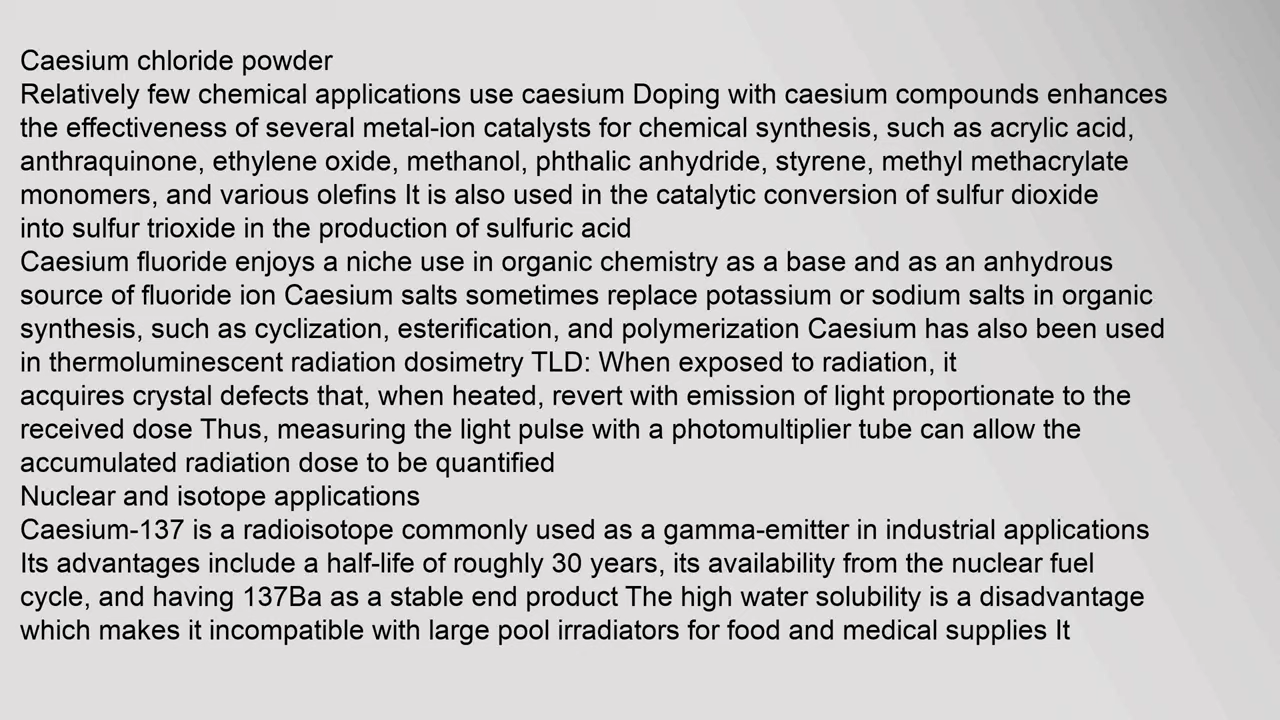 Caesium chloride powder
Relatively few chemical applications use caesium Doping with caesium compounds enhances
the effectiveness of several metal-ion catalysts for chemical synthesis, such as acrylic acid,
anthraquinone, ethylene oxide, methanol, phthalic anhydride, styrene, methyl methacrylate
monomers, and various olefins It is also used in the catalytic conversion of sulfur dioxide
into sulfur trioxide in the production of sulfuric acid
Caesium fluoride enjoys a niche use in organic chemistry as a base and as an anhydrous
source of fluoride ion Caesium salts sometimes replace potassium or sodium salts in organic
synthesis, such as cyclization, esterification, and polymerization Caesium has also been used
in thermoluminescent radiation dosimetry TLD: When exposed to radiation, it
acquires crystal defects that, when heated, revert with emission of light proportionate to the
received dose Thus, measuring the light pulse with a photomultiplier tube can allow the
accumulated radiation dose to be quantified
Nuclear and isotope applications
Caesium-137 is a radioisotope commonly used as a gamma-emitter in industrial applications
Its advantages include a half-life of roughly 30 years, its availability from the nuclear fuel
cycle, and having 137Ba as a stable end product The high water solubility is a disadvantage
which makes it incompatible with large pool irradiators for food and medical supplies It